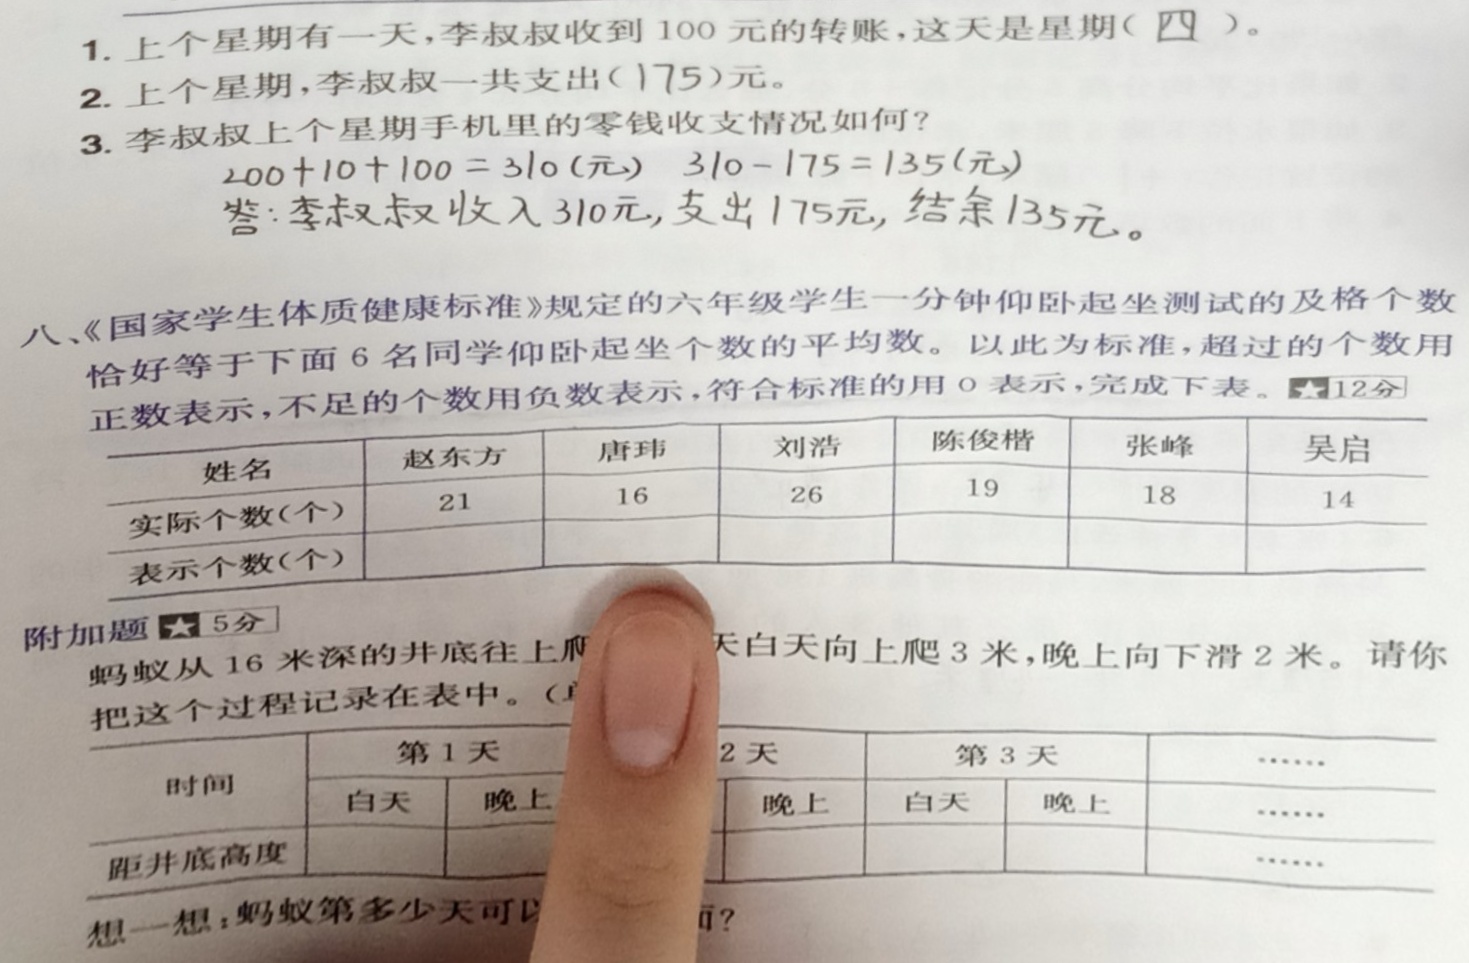 1. 上个星期有一天,李叔叔收到100元的转账,这天是星期(四)。
2. 上个星期,李叔叔一共支出(175)元。
3. 李叔叔上个星期手机里的零钱收支情况如何?
200+10+100=310(元) 310-175=135(元)
答:李叔叔收入310元,支出175元,结余135元。
八、《国家学生体质健康标准》规定的六年级学生一分钟仰卧起坐测试的及格个数
恰好等于下面6名同学仰卧起坐个数的平均数。以此为标准,超过的个数用
正数表示,不足的个数用负数表示,符合标准的用0表示,完成下表。★12分
姓名 赵东方 唐玮 刘浩 陈俊楷 张峰 吴启
实际个数(个) 21 16 26 19 18 14
表示个数(个)
附加题 ★5分
蚂蚁从16米深的井底往上爬 天白天向上爬3米,晚上向下滑2米。请你
把这个过程记录在表中。(
时间 第1天 2天 第3天 ……
白天 晚上 晚上 白天 晚上 ……
距井底高度 ……
想一想:蚂蚁第多少天可以 ?